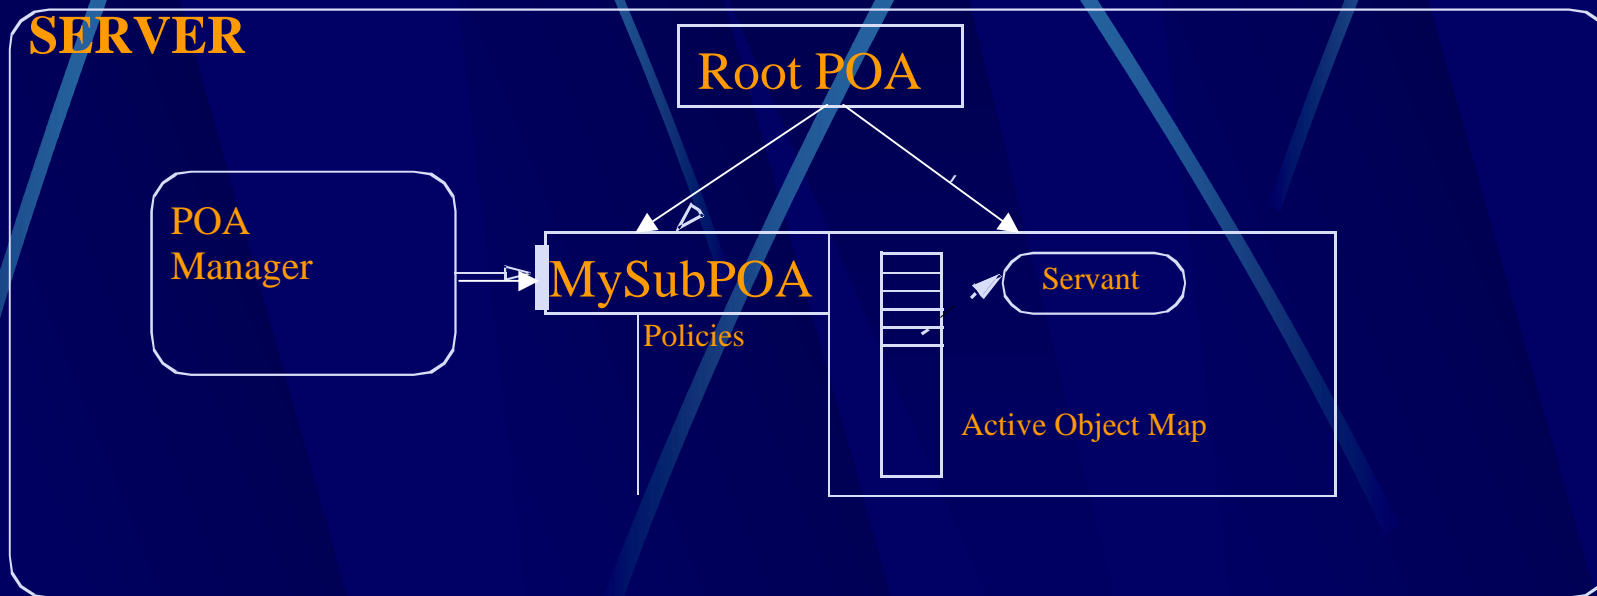 SERVER
Root POA
POA
Manager
MySubPOA
Servant
Policies
Active Object Map